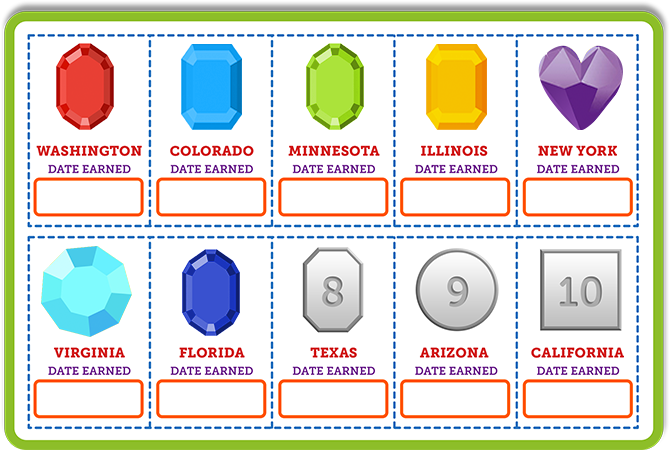 WASHINGTON
DATE EARNED
COLORADO
DATE EARNED
MINNESOTA
DATE EARNED
ILLINOIS
DATE EARNED
NEW YORK
DATE EARNED
VIRGINIA
DATE EARNED
FLORIDA
DATE EARNED
8
TEXAS
DATE EARNED
9
ARIZONA
DATE EARNED
10
CALIFORNIA
DATE EARNED